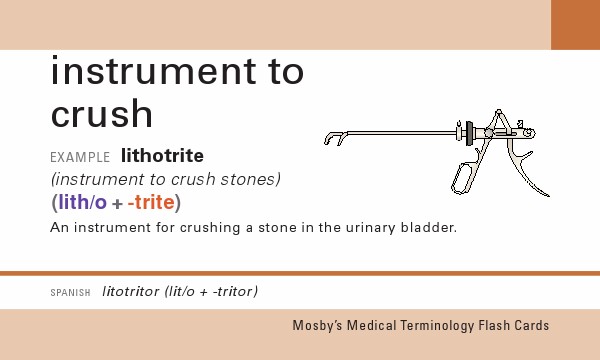 instrument to
crush
EXAMPLE lithotrite
(instrument to crush stones)
(lith/o + -trite)
An instrument for crushing a stone in the urinary bladder.
SPANISH litotritor (lit/o + -tritor)
Mosby's Medical Terminology Flash Cards